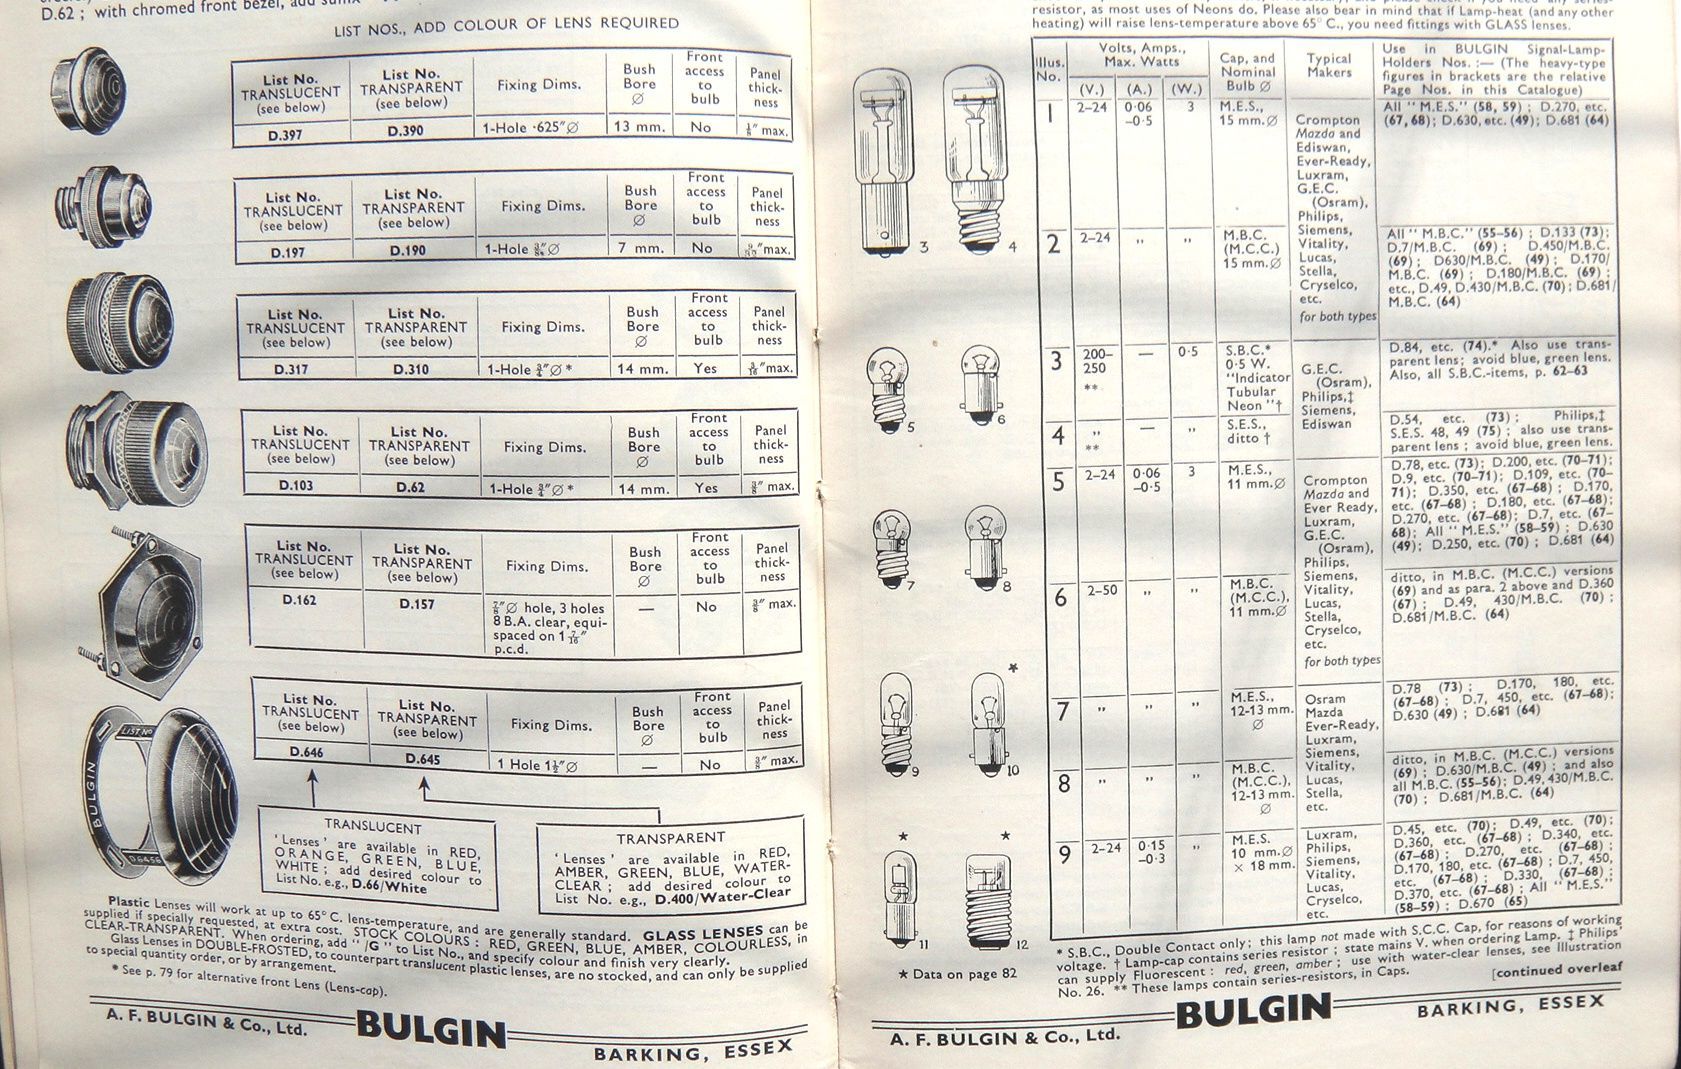 D.62 ; with chromed front bezel, add suffix
LIST NOS., ADD COLOUR OF LENS REQUIRED
List No. TRANSLUCENT (see below) List No. TRANSPARENT (see below) Fixing Dims. Bush Bore ∅ Front access to bulb Panel thick- ness
D.397 D.390 1-Hole ·625"∅ 13 mm. No ⅛" max.
List No. TRANSLUCENT (see below) List No. TRANSPARENT (see below) Fixing Dims. Bush Bore ∅ Front access to bulb Panel thick- ness
D.197 D.190 1-Hole ∅ 7 mm. No max.
List No. TRANSLUCENT (see below) List No. TRANSPARENT (see below) Fixing Dims. Bush Bore ∅ Front access to bulb Panel thick- ness
D.317 D.310 1-Hole ¾"∅ * 14 mm. Yes 3/16" max.
List No. TRANSLUCENT (see below) List No. TRANSPARENT (see below) Fixing Dims. Bush Bore ∅ Front access to bulb Panel thick- ness
D.103 D.62 1-Hole ¾"∅ * 14 mm. Yes ⅜" max.
List No. TRANSLUCENT (see below) List No. TRANSPARENT (see below) Fixing Dims. Bush Bore ∅ Front access to bulb Panel thick- ness
D.162 D.157 ⅞"∅ hole, 3 holes — No ⅜" max.
8 B.A. clear, equi-
spaced on 1 7/16"
p.c.d.
List No. TRANSLUCENT (see below) List No. TRANSPARENT (see below) Fixing Dims. Bush Bore ∅ Front access to bulb Panel thick- ness
D.646 D.645 1 Hole 1½"∅ — No ⅜" max.
BULGIN
LIST No
D6456
TRANSLUCENT
'Lenses' are available in RED,
ORANGE, GREEN, BLUE,
WHITE ; add desired colour to
List No. e.g., D.66/White
TRANSPARENT
'Lenses' are available in RED,
AMBER, GREEN, BLUE, WATER-
CLEAR ; add desired colour to
List No. e.g., D.400/Water-Clear
Plastic Lenses will work at up to 65° C. lens-temperature, and are generally standard. GLASS LENSES can be
supplied if specially requested, at extra cost. STOCK COLOURS : RED, GREEN, BLUE, AMBER, COLOURLESS, in
CLEAR-TRANSPARENT. When ordering, add "/G" to List No., and specify colour and finish very clearly.
Glass Lenses in DOUBLE-FROSTED, to counterpart translucent plastic lenses, are no stocked, and can only be supplied
to special quantity order, or by arrangement.
* See p. 79 for alternative front Lens (Lens-cap).
A. F. BULGIN & Co., Ltd. BULGIN BARKING, ESSEX
resistor, as most uses of Neons do. Please also bear in mind that if Lamp-heat (and any other
heating) will raise lens-temperature above 65° C., you need fittings with GLASS lenses.
3 4
5 6
7 8
*
9 10
* *
11 12
★ Data on page 82
Illus. No. Volts, Amps., Max. Watts (V.) (A.) (W.) Cap, and Nominal Bulb ∅ Typical Makers Use in BULGIN Signal-Lamp-
Holders Nos. :— (The heavy-type
figures in brackets are the relative
Page Nos. in this Catalogue)
1 2–24 0·06 –0·5 3 M.E.S., 15 mm.∅
All "M.E.S." (58, 59) ; D.270, etc.
(67,68); D.630, etc. (49); D.681 (64)
Crompton
Mazda and
Ediswan,
Ever-Ready,
Luxram,
G.E.C.
(Osram),
Philips,
Siemens,
Vitality,
Lucas,
Stella,
Cryselco,
etc.
for both types
2 2–24 ,, ,, M.B.C. (M.C.C.) 15 mm.∅
All "M.B.C." (55–56) ; D.133 (73);
D.7/M.B.C. (69) ; D.450/M.B.C.
(69) ; D630/M.B.C. (49) ; D.170/
M.B.C. (69) ; D.180/M.B.C. (69) ;
etc., D.49, D.430/M.B.C. (70) ; D.681/
M.B.C. (64)
3 200– 250 ** — 0·5 S.B.C.* 0·5 W. "Indicator Tubular Neon "†
D.84, etc. (74).* Also use trans-
parent lens; avoid blue, green lens.
Also, all S.B.C.-items, p. 62–63
G.E.C.
(Osram),
Philips,‡
Siemens,
Ediswan
4 ,, ** — ,, S.E.S., ditto †
D.54, etc. (73) ; Philips,‡
S.E.S. 48, 49 (75) ; also use trans-
parent lens ; avoid blue, green lens.
5 2–24 0·06 –0·5 3 M.E.S., 11 mm.∅
D.78, etc. (73); D.200, etc. (70–71);
D.9, etc. (70–71); D.109, etc. (70–
71); D.350, etc. (67–68) ; D.170,
etc. (67–68) ; D.180, etc. (67–68) ;
D.270, etc. (67–68) ; D.7, etc. (67–
68); All "M.E.S." (58–59) ; D.630
(49); D.250, etc. (70) ; D.681 (64)
Crompton
Mazda and
Ever Ready,
Luxram,
G.E.C.
(Osram),
Philips,
Siemens,
Vitality,
Lucas,
Stella,
Cryselco,
etc.
for both types
6 2–50 ,, ,, M.B.C. (M.C.C.), 11 mm.∅
ditto, in M.B.C. (M.C.C.) versions
(69) and as para. 2 above and D.360
(67) ; D.49, 430/M.B.C. (70) ;
D.681/M.B.C. (64)
7 ,, ,, ,, M.E.S., 12-13 mm. ∅
D.78 (73) ; D.170, 180, etc.
(67–68) ; D.7, 450, etc. (67–68);
D.630 (49) ; D.681 (64)
Osram
Mazda
Ever-Ready,
Luxram,
Siemens,
Vitality,
Lucas,
Stella,
etc.
8 ,, ,, ,, M.B.C. (M.C.C.), 12-13 mm. ∅
ditto, in M.B.C. (M.C.C.) versions
(69) ; D.630/M.B.C. (49) ; and also
all M.B.C. (55–56) ; D.49, 430/M.B.C.
(70) ; D.681/M.B.C. (64)
9 2–24 0·15 –0·3 ,, M.E.S. 10 mm.∅ × 18 mm.
D.45, etc. (70); D.49, etc. (70);
D.360, etc. (67–68) ; D.340, etc.
(67–68) ; D.270, etc. (67–68) ;
D.170, 180, etc. (67–68) ; D.7, 450,
etc. (67–68) ; D.330, (67–68) ;
D.370, etc. (67–68) ; All "M.E.S."
(58–59) ; D.670 (65)
Luxram,
Philips,
Siemens,
Vitality,
Lucas,
Cryselco,
etc.
* S.B.C., Double Contact only ; this lamp not made with S.C.C. Cap, for reasons of working
voltage. † Lamp-cap contains series resistor ; state mains V. when ordering Lamp. ‡ Philips'
can supply Fluorescent : red, green, amber ; use with water-clear lenses, see Illustration
No. 26. ** These lamps contain series-resistors, in Caps. [continued overleaf
A. F. BULGIN & Co., Ltd. BULGIN BARKING, ESSEX